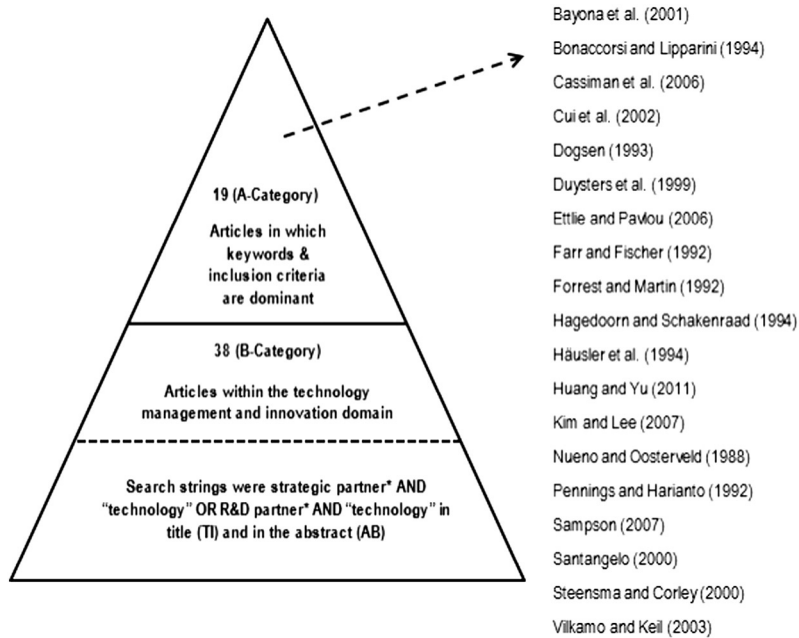 19 (A-Category)
Articles in which
keywords &
inclusion criteria
are dominant
38 (B-Category)
Articles within the technology
management and innovation domain
Search strings were strategic partner* AND
“technology” OR R&D partner* AND “technology” in
title (TI) and in the abstract (AB)
Bayona et al. (2001)
Bonaccorsi and Lipparini (1994)
Cassiman et al. (2006)
Cui et al. (2002)
Dogsen (1993)
Duysters et al. (1999)
Ettlie and Pavlou (2006)
Farr and Fischer (1992)
Forrest and Martin (1992)
Hagedoorn and Schakenraad (1994)
Häusler et al. (1994)
Huang and Yu (2011)
Kim and Lee (2007)
Nueno and Oosterveld (1988)
Pennings and Harianto (1992)
Sampson (2007)
Santangelo (2000)
Steensma and Corley (2000)
Vilkamo and Keil (2003)